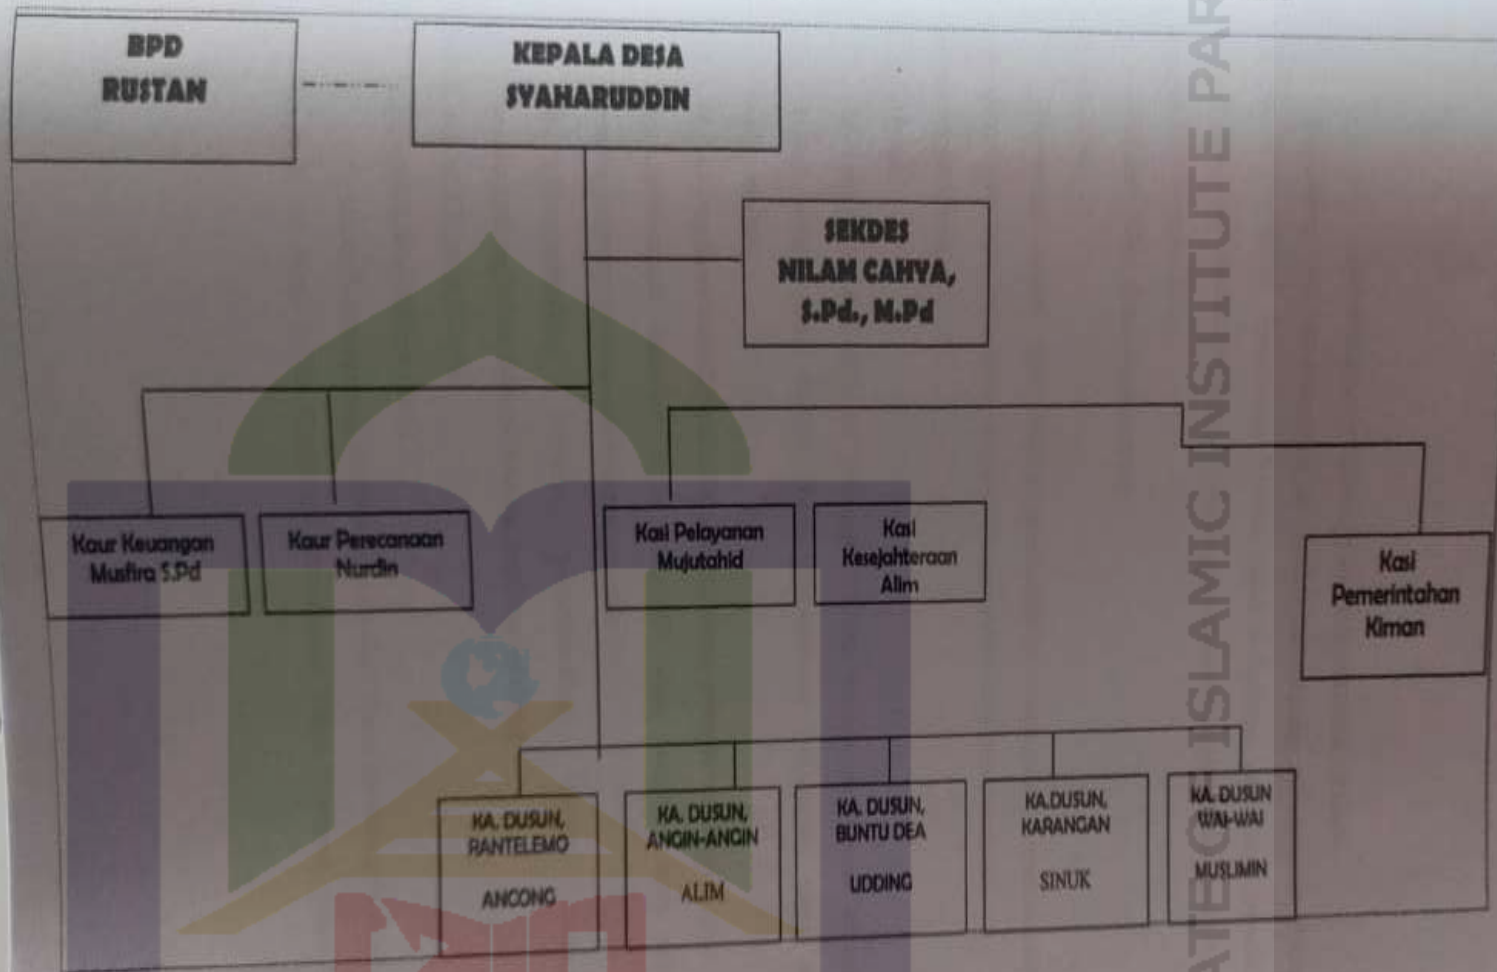 BPD
RUSTAN
KEPALA DESA
SYAHARUDDIN
SEKDES
NILAM CAHYA,
S.Pd., M.Pd
Kaur Keuangan
Musfira S.Pd
Kaur Perecanaan
Nurdin
Kasi Pelayanan
Mujutahid
Kasi
Kesejahteraan
Alim
Kasi
Pemerintahan
Kiman
KA. DUSUN,
RANTELEMO
ANCONG
KA. DUSUN,
ANGIN-ANGIN
ALIM
KA. DUSUN,
BUNTU DEA
UDDING
KA.DUSUN,
KARANGAN
SINUK
KA. DUSUN
WAI-WAI
MUSLIMIN
ISLAMIC INSTITUTE